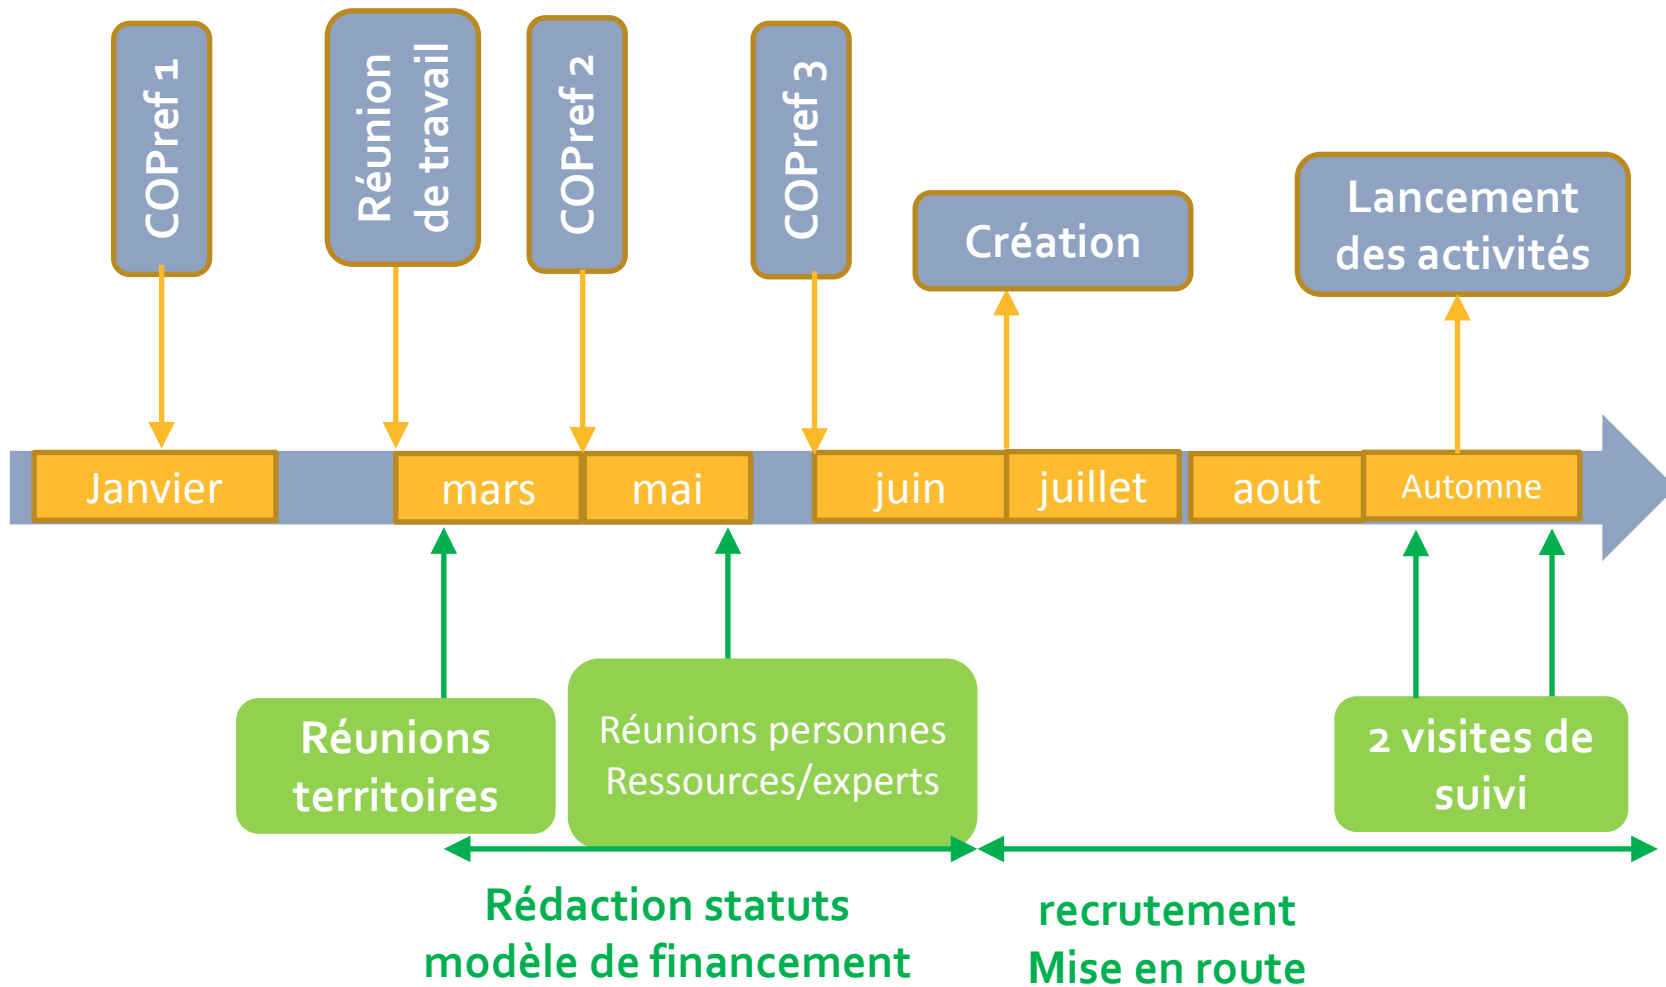 COPref 1
Réunion
de travail
COPref 2
COPref 3
Création
Lancement
des activités
Janvier
mars
mai
juin
juillet
aout
Automne
Réunions
territoires
Réunions personnes
Ressources/experts
2 visites de
suivi
Rédaction statuts
modèle de financement
recrutement
Mise en route